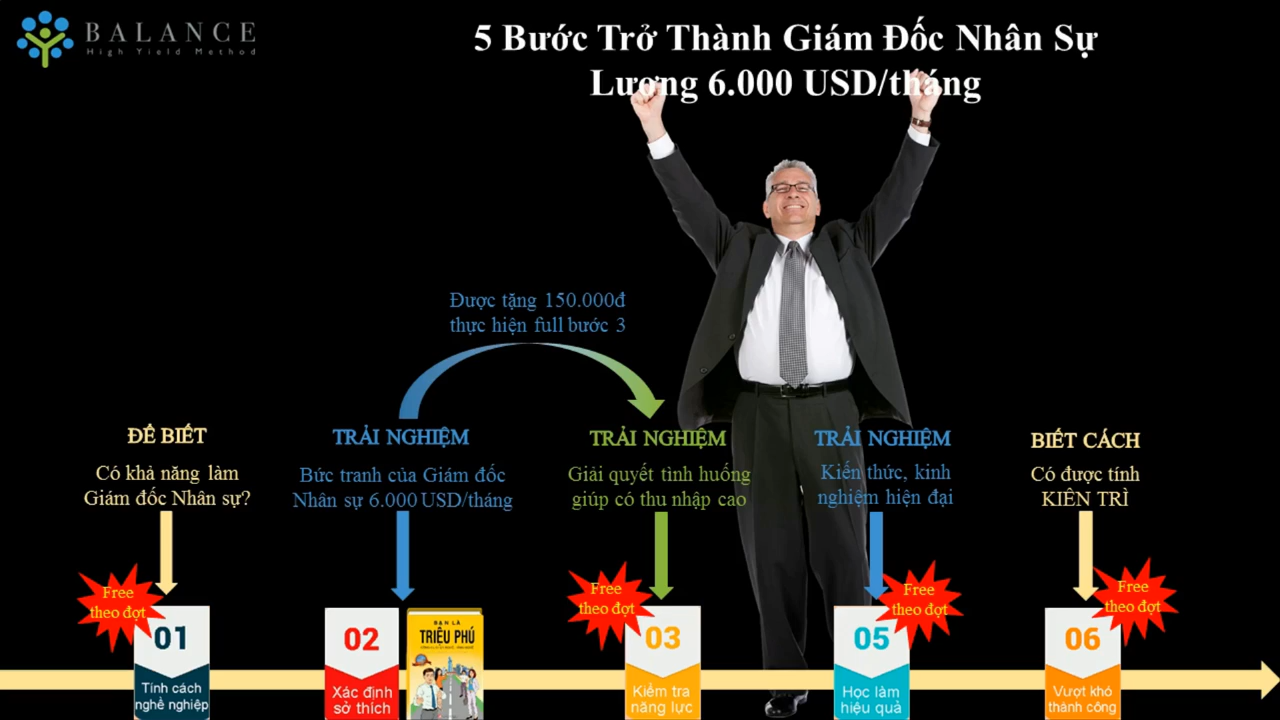 BALANCE
High Yield Method
5 Bước Trở Thành Giám Đốc Nhân Sự
Lương 6.000 USD/tháng
Được tặng 150.000đ
thực hiện full bước 3
ĐỂ BIẾT
Có khả năng làm
Giám đốc Nhân sự?
TRẢI NGHIỆM
Bức tranh của Giám đốc
Nhân sự 6.000 USD/tháng
TRẢI NGHIỆM
Giải quyết tình huống
giúp có thu nhập cao
TRẢI NGHIỆM
Kiến thức, kinh
nghiệm hiện đại
BIẾT CÁCH
Có được tính
KIÊN TRÌ
Free
theo đợt
01
Tính cách
nghề nghiệp
02
Xác định
sở thích
BẠN LÀ
TRIỆU PHÚ
Free
theo đợt
03
Kiểm tra
năng lực
Free
theo đợt
05
Học làm
hiệu quả
Free
theo đợt
06
Vượt khó
thành công